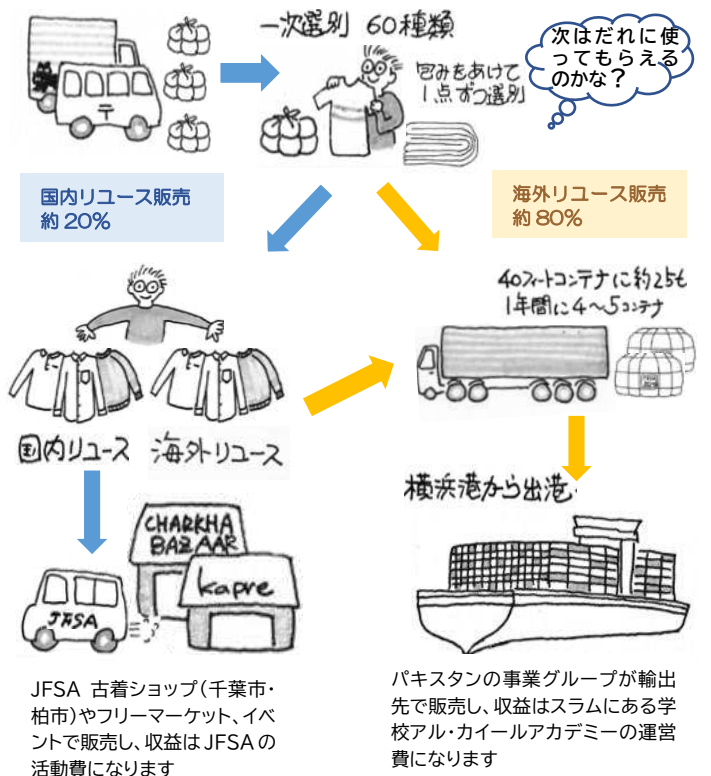 一次選別 60種類
包みをあけて
1点ずつ選別
次はだれに使
ってもらえる
のかな？
〒
国内リユース販売
約20%
海外リユース販売
約80%
40フィートコンテナに約25t
1年間に4～5コンテナ
国内リユース
海外リユース
横浜港から出港
CHARKHA
BAZAAR
kapre
JFSA
JFSA 古着ショップ（千葉市・
柏市）やフリーマーケット、イベ
ントで販売し、収益はJFSAの
活動費になります
パキスタンの事業グループが輸出
先で販売し、収益はスラムにある学
校アル・カイールアカデミーの運営
費になります